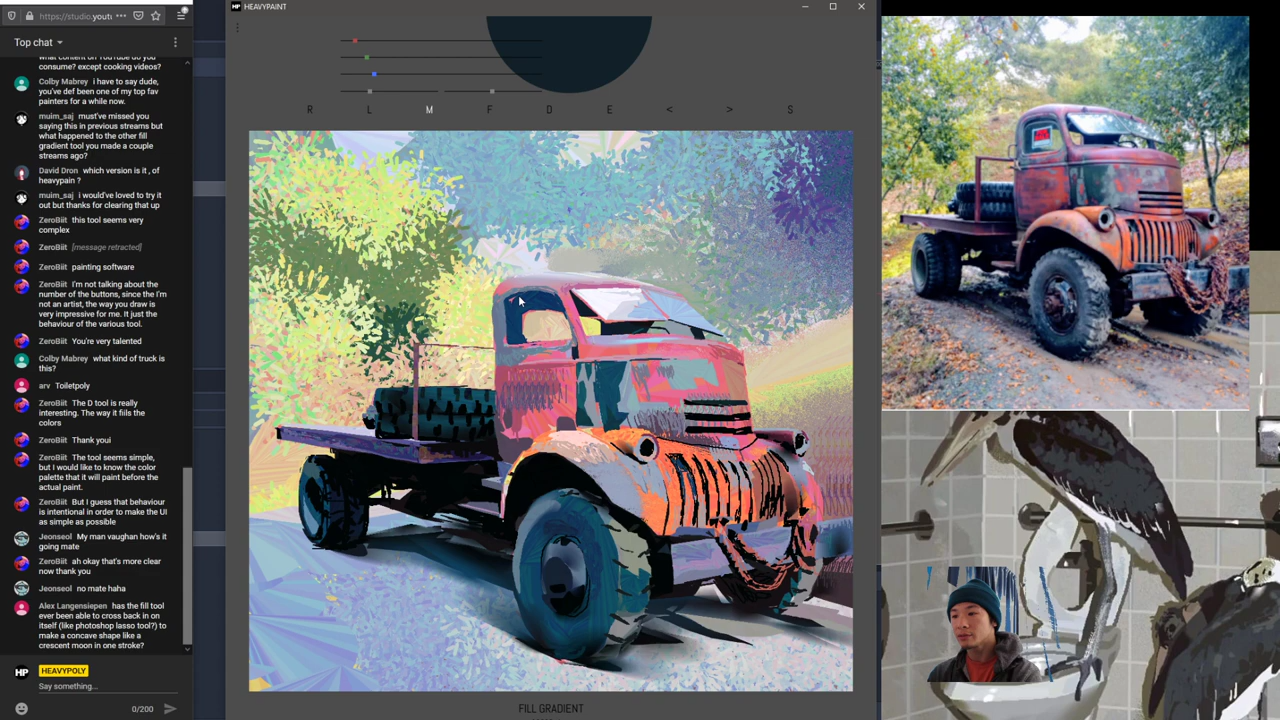 https://studio.yout
Top chat
what content on YouTube do you
consume? except cooking videos?
Colby Mabrey i have to say dude,
you've def been one of my top fav
painters for a while now.
muim_saj must've missed you
saying this in previous streams but
what happened to the other fill
gradient tool you made a couple
streams ago?
David Dron which version is it , of
heavypain ?
muim_saj i would've loved to try it
out but thanks for clearing that up
ZeroBiit this tool seems very
complex
ZeroBiit [message retracted]
ZeroBiit painting software
ZeroBiit I'm not talking about the
number of the buttons, since the I'm
not an artist, the way you draw is
very impressive for me. It just the
behaviour of the various tool.
ZeroBiit You're very talented
Colby Mabrey what kind of truck is
this?
arv Toiletpoly
ZeroBiit The D tool is really
interesting. The way it fiils the
colors
ZeroBiit Thank youi
ZeroBiit The tool seems simple,
but I would like to know the color
palette that it will paint before the
actual paint.
ZeroBiit But I guess that behaviour
is intentional in order to make the UI
as simple as possible
Jeonseol My man vaughan how's it
going mate
ZeroBiit ah okay that's more clear
now thank you
Jeonseol no mate haha
Alex Langensiepen has the fill tool
ever been able to cross back in on
itself (like photoshop lasso tool?) to
make a concave shape like a
crescent moon in one stroke?
HP HEAVYPOLY
Say something...
0/200
HP HEAVYPAINT
R L M F D E < > S
FILL GRADIENT